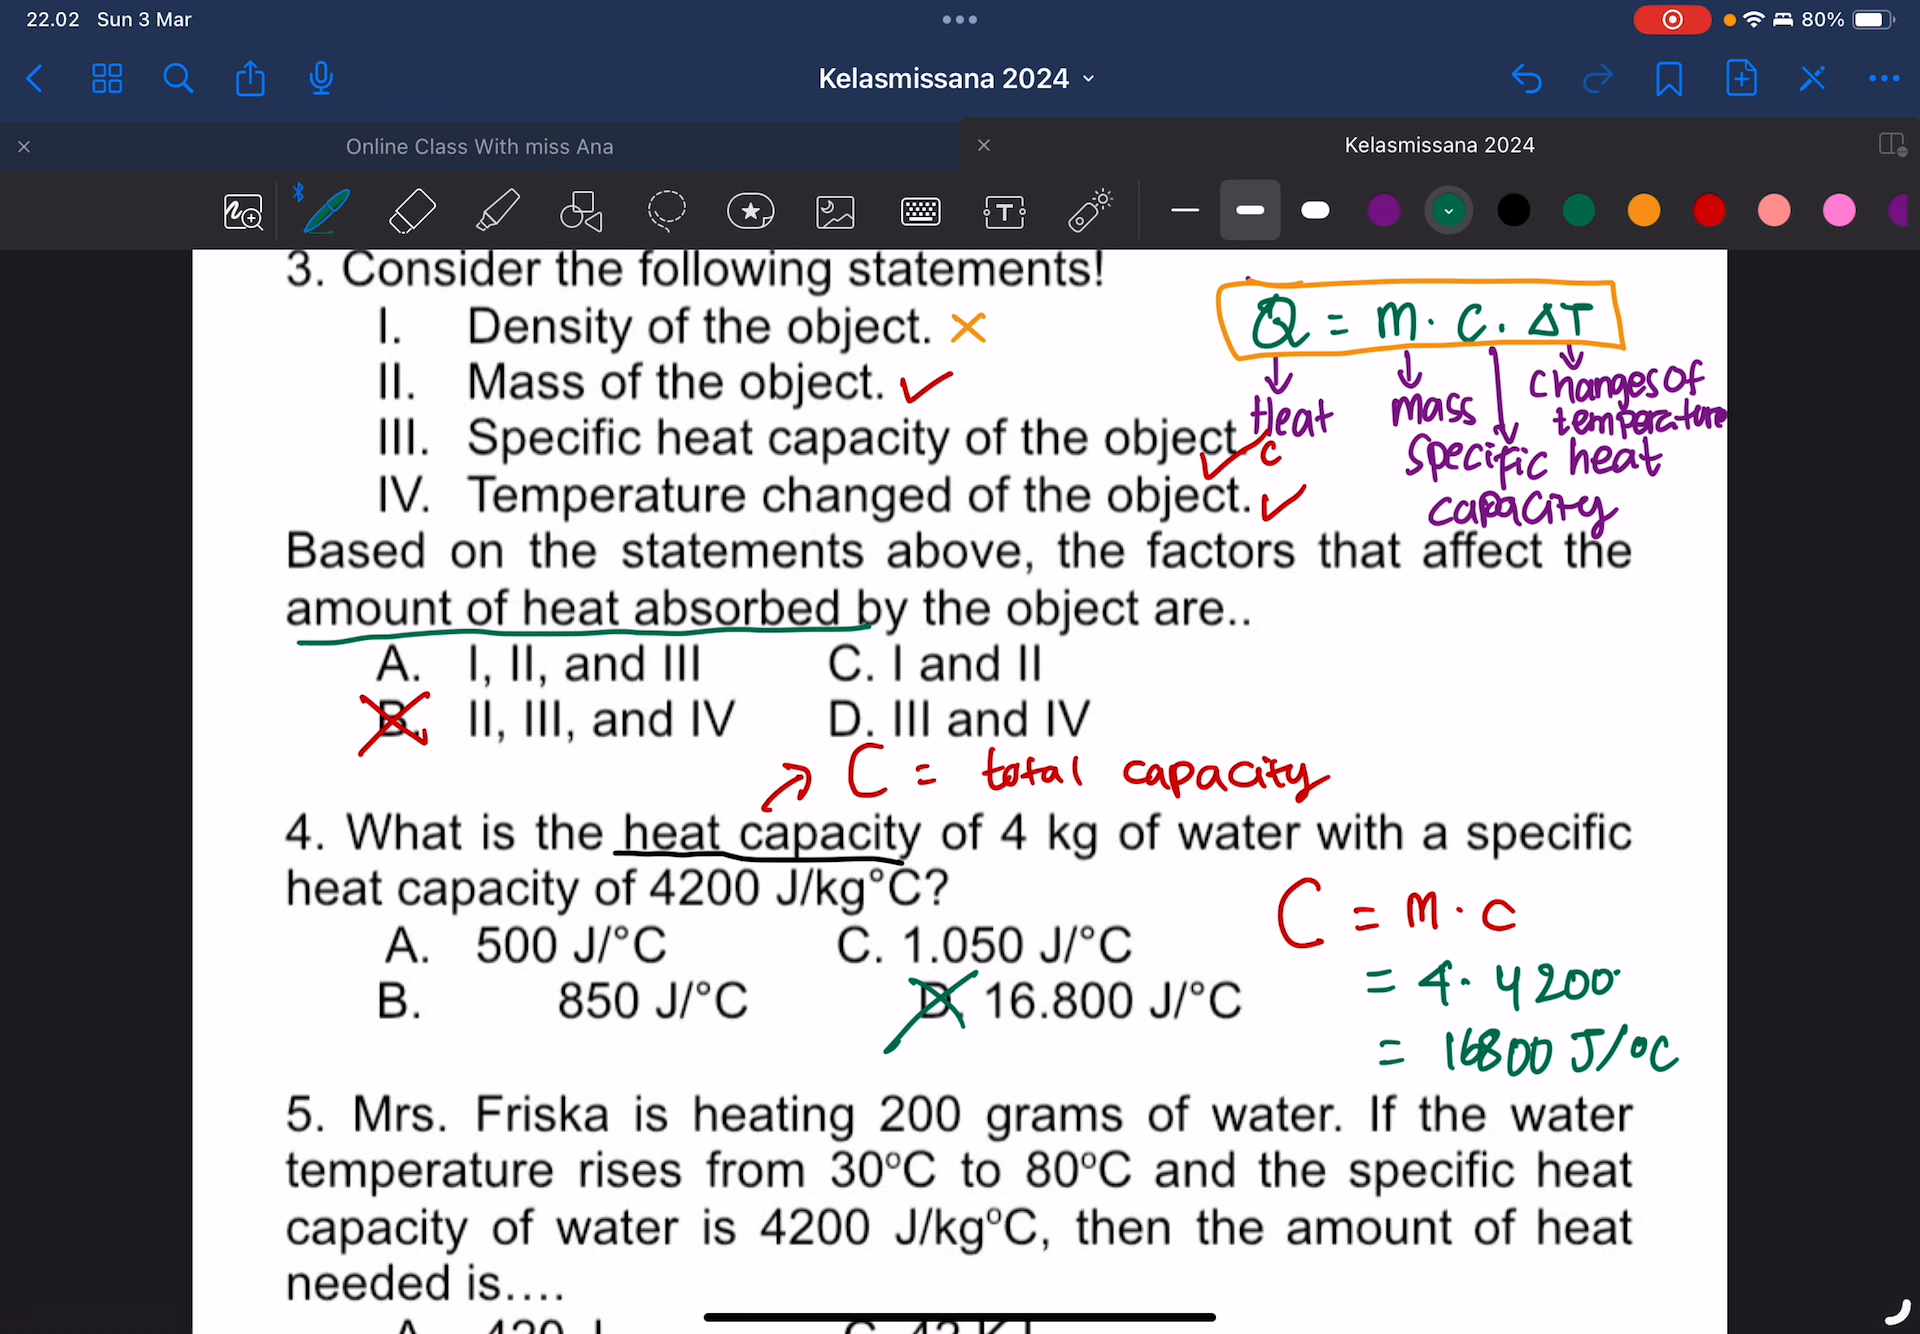 22.02 Sun 3 Mar
80%
Kelasmissana 2024
Online Class With miss Ana
Kelasmissana 2024
T
3. Consider the following statements!
I. Density of the object. ×
II. Mass of the object. ✓
III. Specific heat capacity of the object ✓ c
IV. Temperature changed of the object. ✓
Q = m . c . ΔT
Heat
mass
changes of
temperature
specific heat
capacity
Based on the statements above, the factors that affect the
amount of heat absorbed by the object are..
A. I, II, and III C. I and II
B. II, III, and IV D. III and IV
C = total capacity
4. What is the heat capacity of 4 kg of water with a specific
heat capacity of 4200 J/kg°C?
A. 500 J/°C C. 1.050 J/°C
B. 850 J/°C D. 16.800 J/°C
C = m . c
= 4. 4200
= 16800 J/°C
5. Mrs. Friska is heating 200 grams of water. If the water
temperature rises from 30°C to 80°C and the specific heat
capacity of water is 4200 J/kg°C, then the amount of heat
needed is....